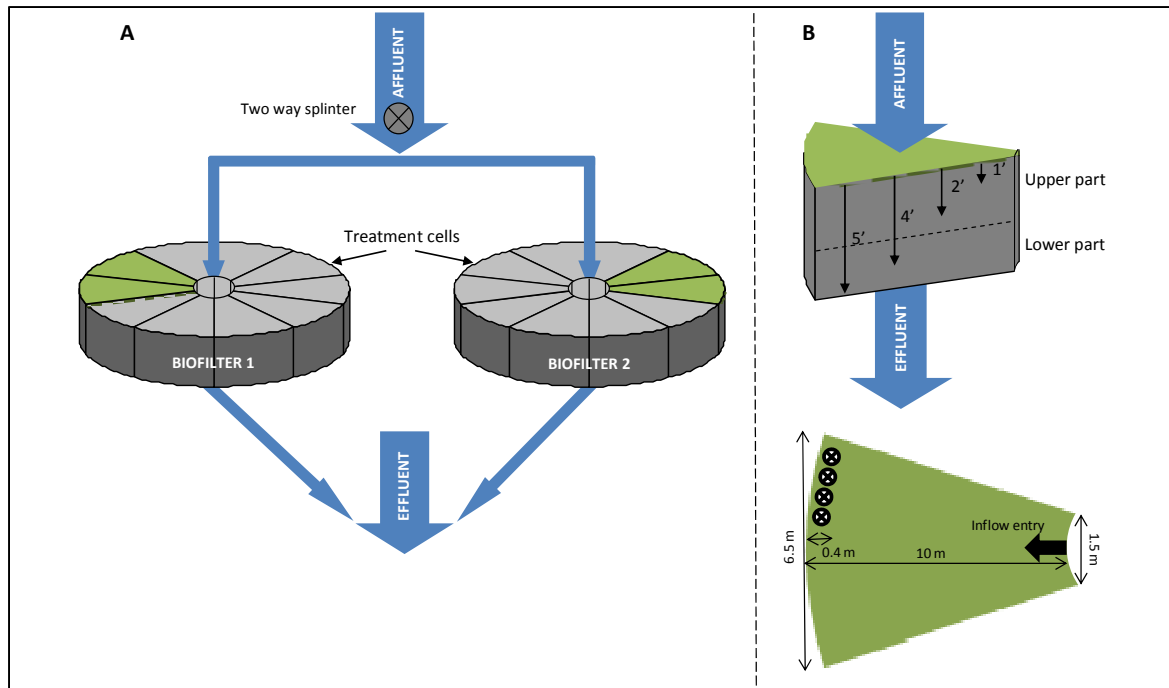 A
AFFLUENT
Two way splinter
Treatment cells
BIOFILTER 1
BIOFILTER 2
EFFLUENT
B
AFFLUENT
1’
2’
4’
5’
Upper part
Lower part
EFFLUENT
Inflow entry
6.5 m
0.4 m
10 m
1.5 m